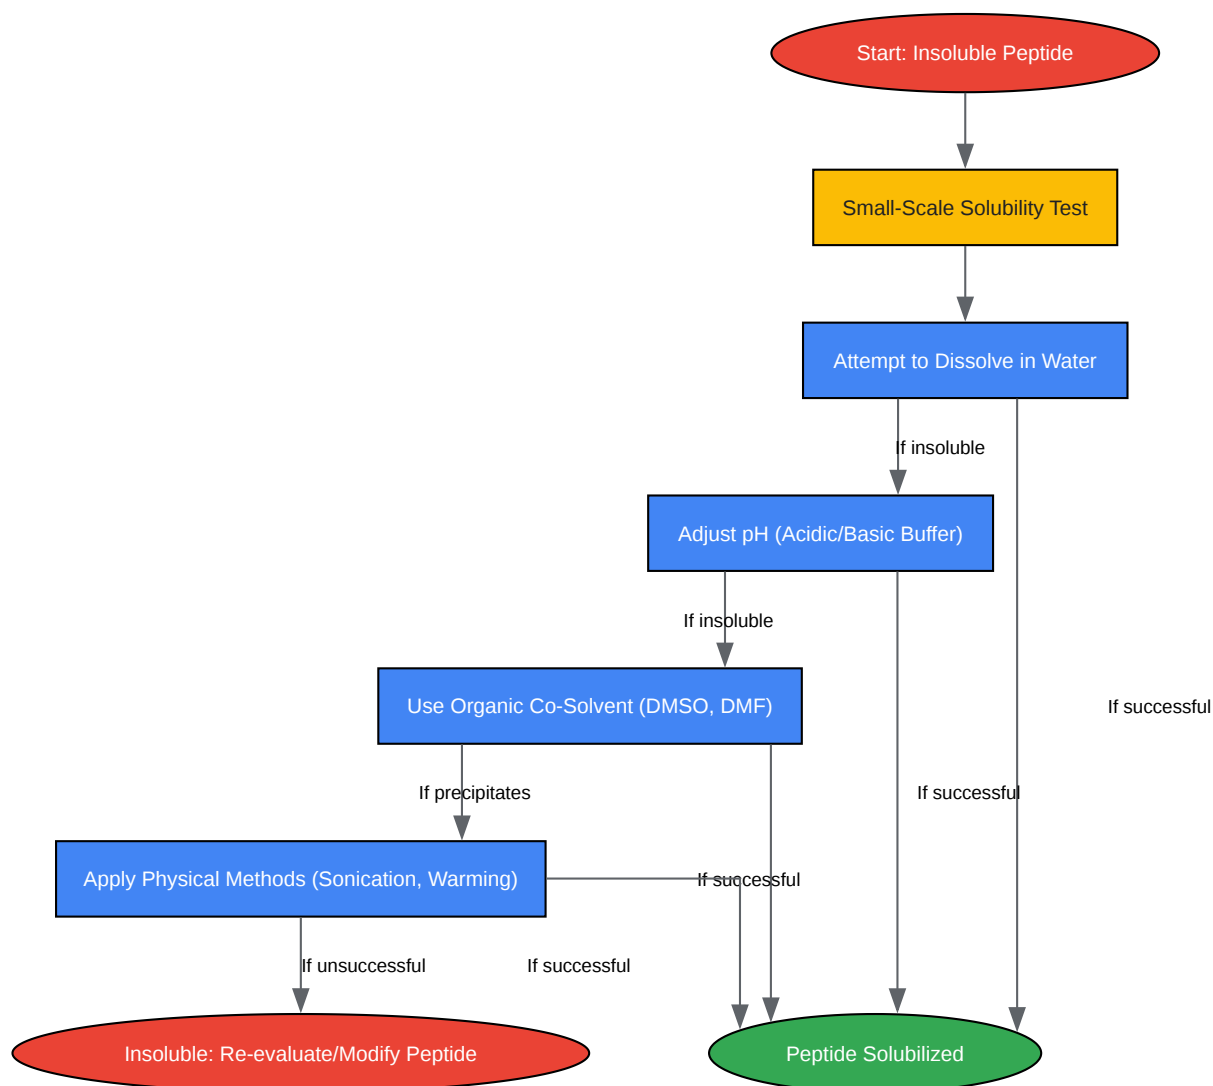 Start: Insoluble Peptide
Small-Scale Solubility Test
Attempt to Dissolve in Water
If insoluble
Adjust pH (Acidic/Basic Buffer)
If insoluble
Use Organic Co-Solvent (DMSO, DMF)
If successful
If precipitates
If successful
Apply Physical Methods (Sonication, Warming)
If successful
If unsuccessful
If successful
Insoluble: Re-evaluate/Modify Peptide
Peptide Solubilized